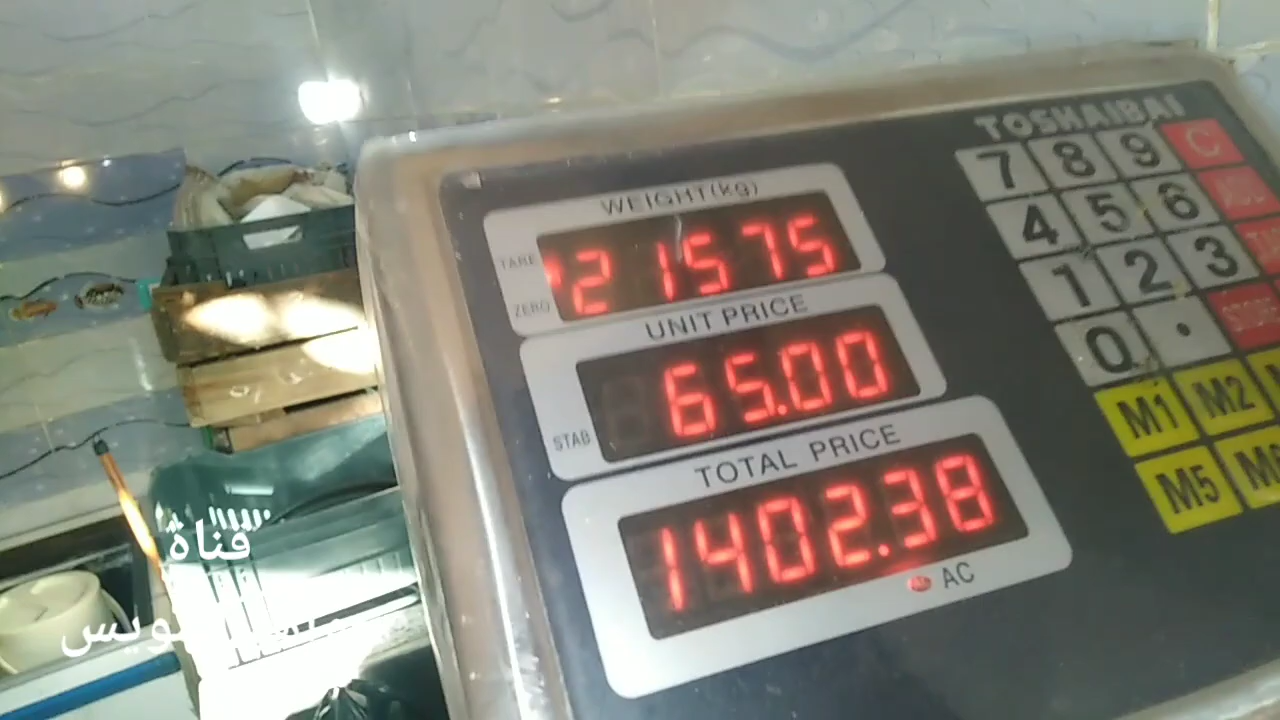 TOSHAIBAI
WEIGHT(kg)
TARE
ZERO
21575
UNIT PRICE
STAB
65.00
TOTAL PRICE
1402.38
AC
7 8 9 C
4 5 6
1 2 3
0 .
M1 M2
M5 M6
قناة